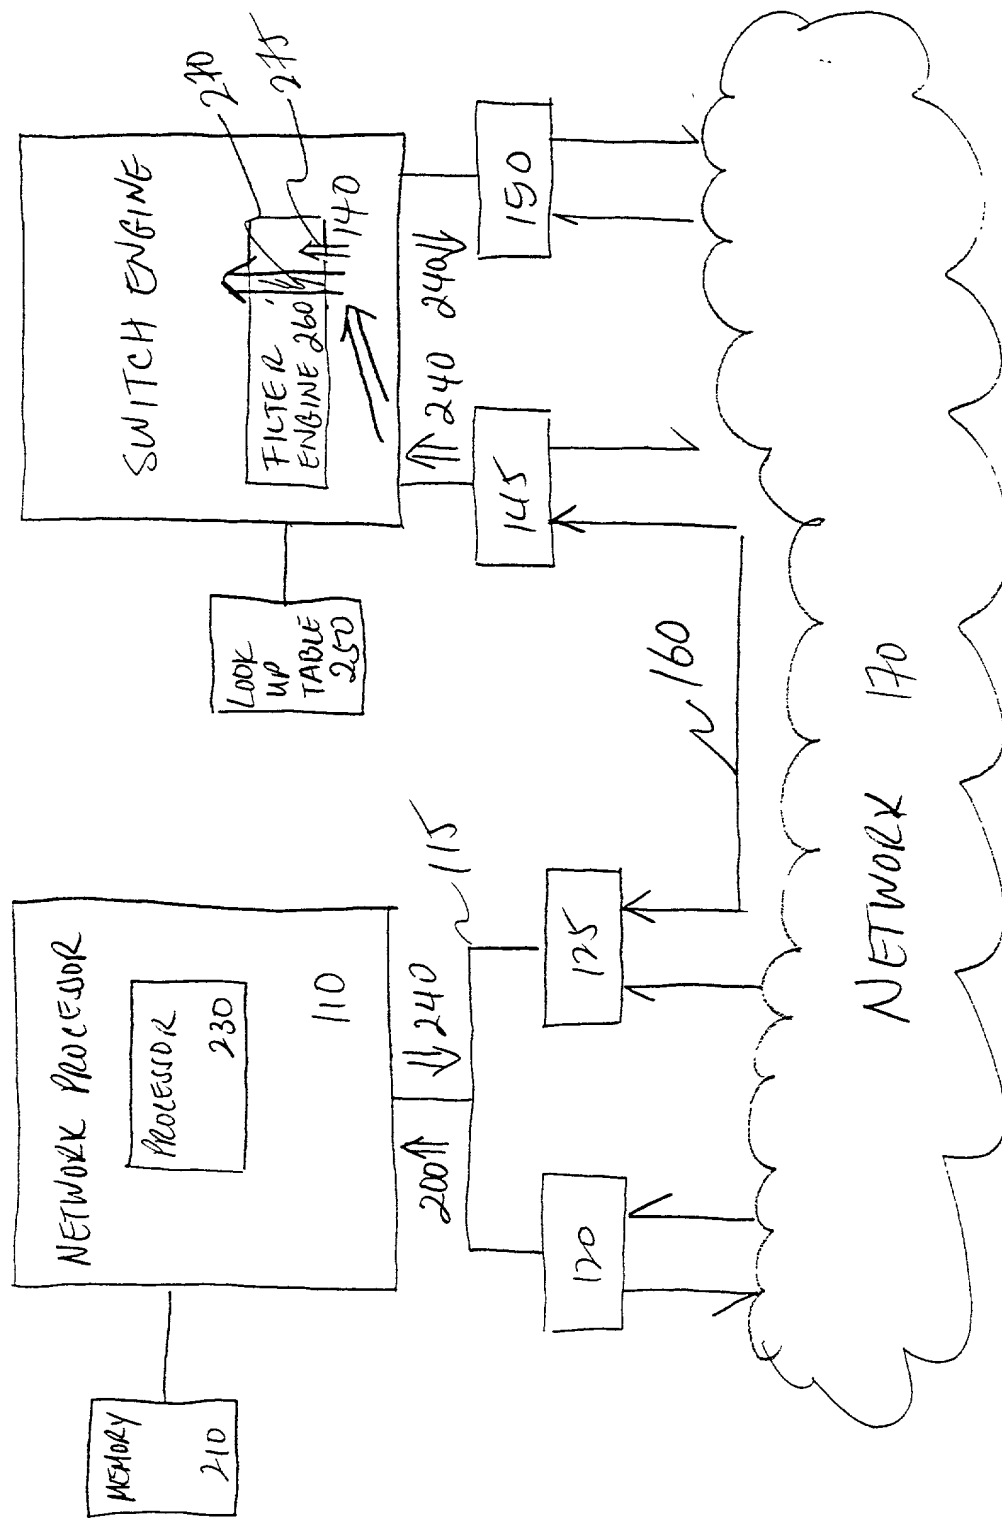 MEMORY
210
NETWORK PROCESSOR
PROCESSOR
230
110
200
240
115
120
125
160
LOOK
UP
TABLE
250
SWITCH ENGINE
FILTER
ENGINE 260
270
275
140
240
240
145
150
NETWORK 170